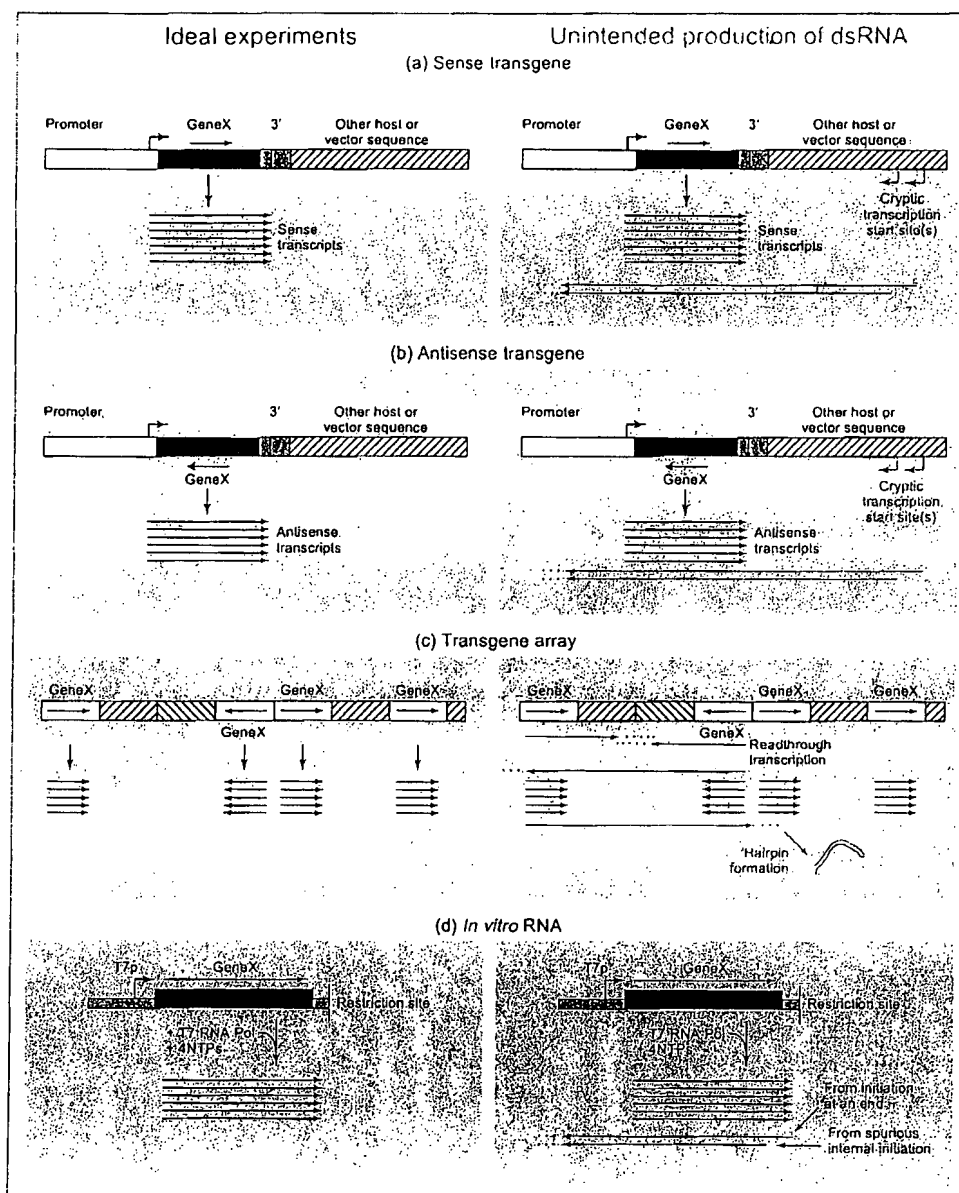 Ideal experiments
Unintended production of dsRNA
(a) Sense transgene
Promoter
GeneX
3'
Other host or
vector sequence
Sense
transcripts
Promoter
GeneX
3'
Other host or
vector sequence
Cryptic
transcription
start site(s)
Sense
transcripts
(b) Antisense transgene
Promoter
3'
Other host or
vector sequence
GeneX
Antisense
transcripts
Promoter
3'
Other host or
vector sequence
GeneX
Cryptic
transcription
start site(s)
Antisense
transcripts
(c) Transgene array
GeneX
GeneX
GeneX
GeneX
GeneX
GeneX
GeneX
GeneX
Readthrough
transcription
Hairpin
formation
(d) In vitro RNA
T7p
GeneX
Restriction site
T7 RNA Pol
4NTPs
T7p
GeneX
Restriction site
T7 RNA Pol
4NTPs
From initiation
at an end
From spurious
internal initiation